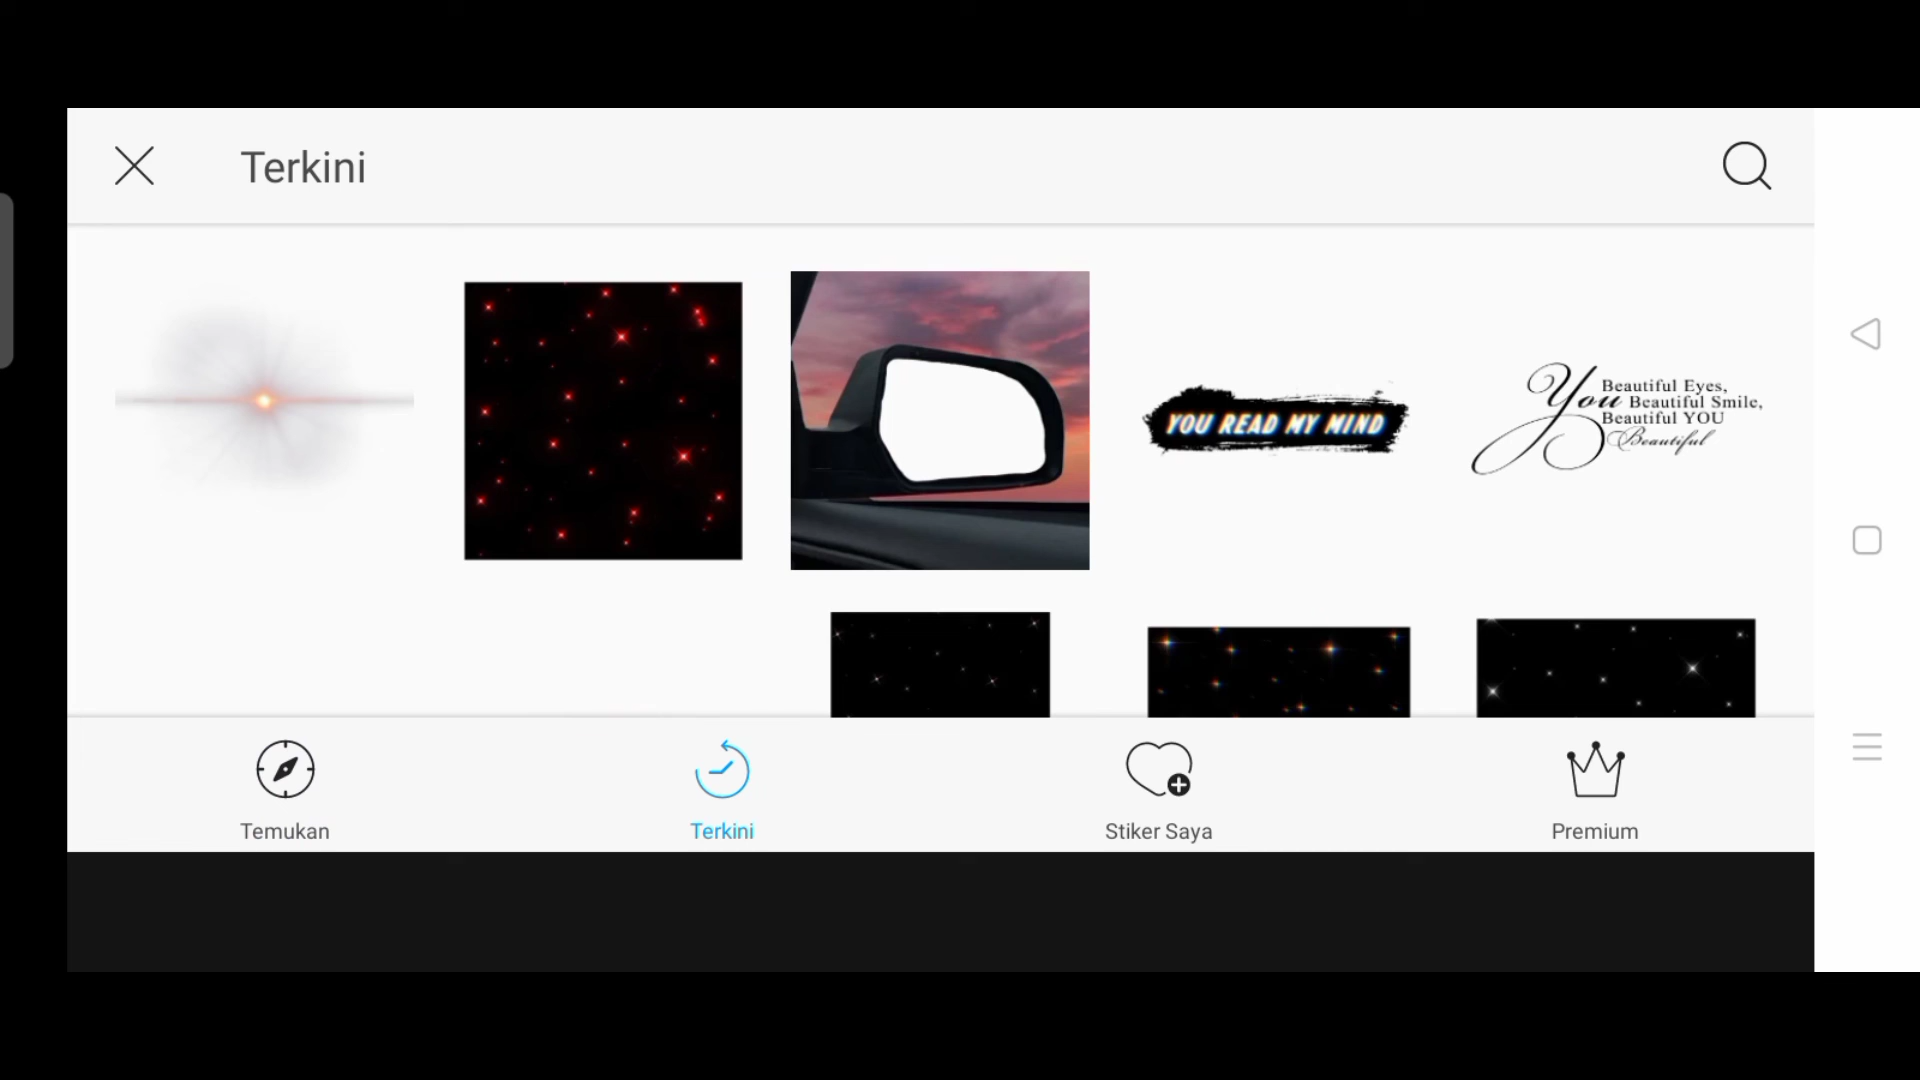 Terkini
YOU READ MY MIND
You
Beautiful Eyes,
Beautiful Smile,
Beautiful YOU
Beautiful
Temukan
Terkini
Stiker Saya
Premium